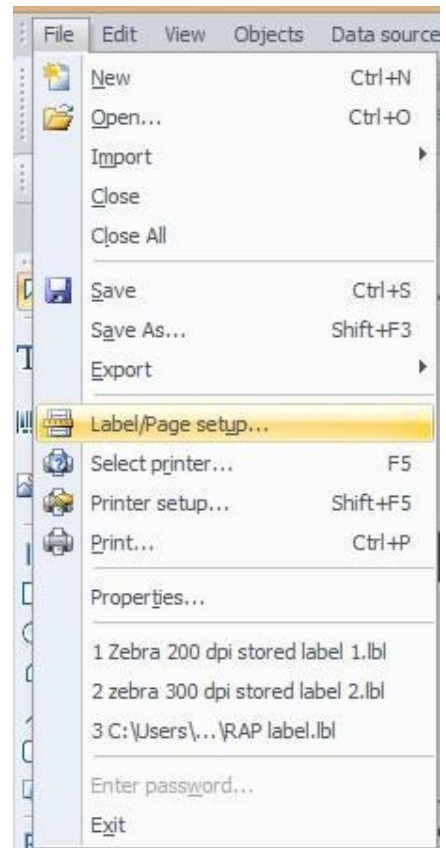 File Edit View Objects Data source
New Ctrl+N
Open... Ctrl+O
Import
Close
Close All
Save Ctrl+S
Save As... Shift+F3
Export
Label/Page setup...
Select printer... F5
Printer setup... Shift+F5
Print... Ctrl+P
Properties...
1 Zebra 200 dpi stored label 1.lbl
2 zebra 300 dpi stored label 2.lbl
3 C:\Users\...\RAP label.lbl
Enter password...
Exit